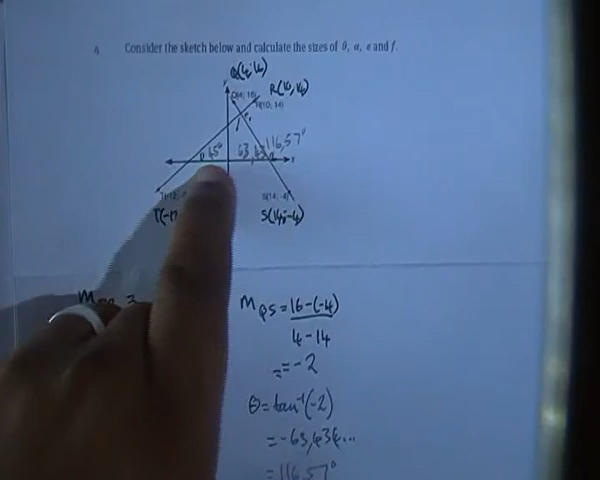 Consider the sketch below and calculate the sizes of θ, α, e and f.
Q(4;16)
Q(4; 16)
R(10,14)
R(10; 14)
116,57°
45°
63,43
S(14; -4)
S(14;-4)
M_QS = 16-(-4)
4-14
= -2
θ = tan⁻¹(-2)
= -63,434...
= 116,57°